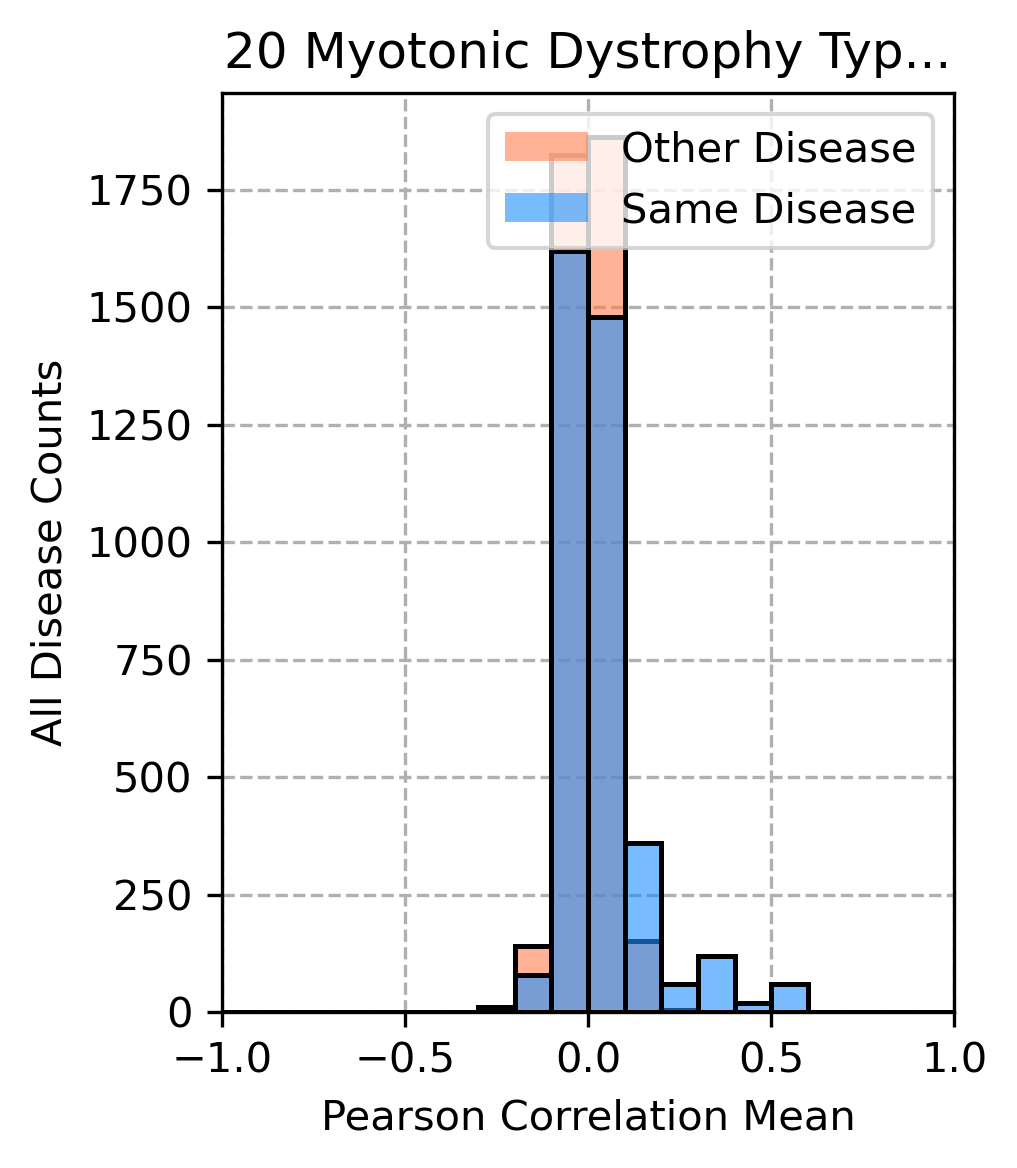 20 Myotonic Dystrophy Typ...
Other Disease
Same Disease
All Disease Counts
1750
1500
1250
1000
750
500
250
0
−1.0
−0.5
0.0
0.5
1.0
Pearson Correlation Mean